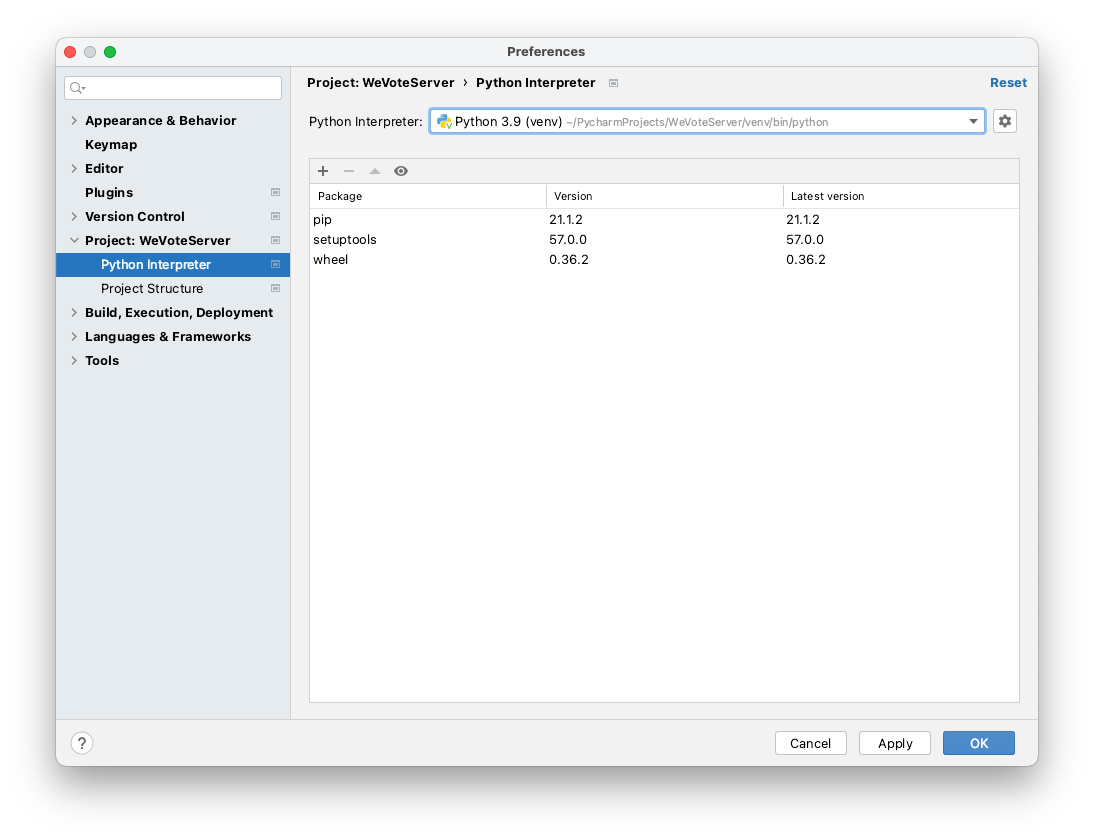 Preferences
Project: WeVoteServer › Python Interpreter
Reset
Appearance & Behavior
Keymap
Editor
Plugins
Version Control
Project: WeVoteServer
Python Interpreter
Project Structure
Build, Execution, Deployment
Languages & Frameworks
Tools
Python Interpreter: Python 3.9 (venv) ~/PycharmProjects/WeVoteServer/venv/bin/python
Package Version Latest version
pip 21.1.2 21.1.2
setuptools 57.0.0 57.0.0
wheel 0.36.2 0.36.2
? Cancel Apply OK